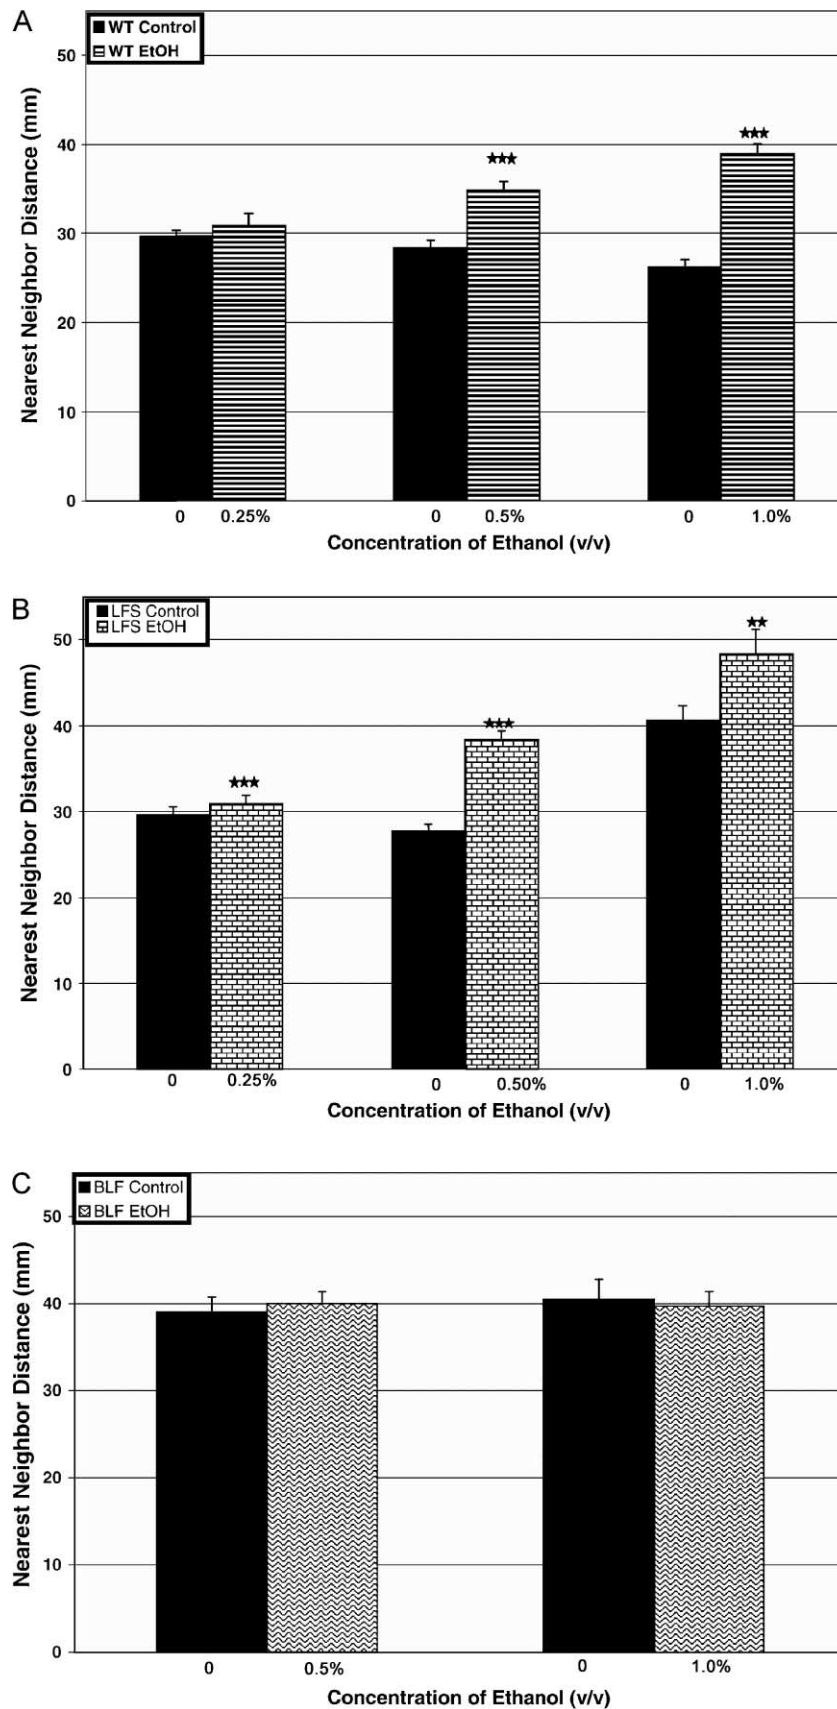 A
WT Control
WT EtOH
50
★★★
★★★
40
30
20
10
0
Nearest Neighbor Distance (mm)
0 0.25% 0 0.5% 0 1.0%
Concentration of Ethanol (v/v)
B
LFS Control
LFS EtOH
50
★★
40
★★★
30
★★★
20
10
0
Nearest Neighbor Distance (mm)
0 0.25% 0 0.50% 0 1.0%
Concentration of Ethanol (v/v)
C
BLF Control
BLF EtOH
50
40
30
20
10
0
Nearest Neighbor Distance (mm)
0 0.5% 0 1.0%
Concentration of Ethanol (v/v)